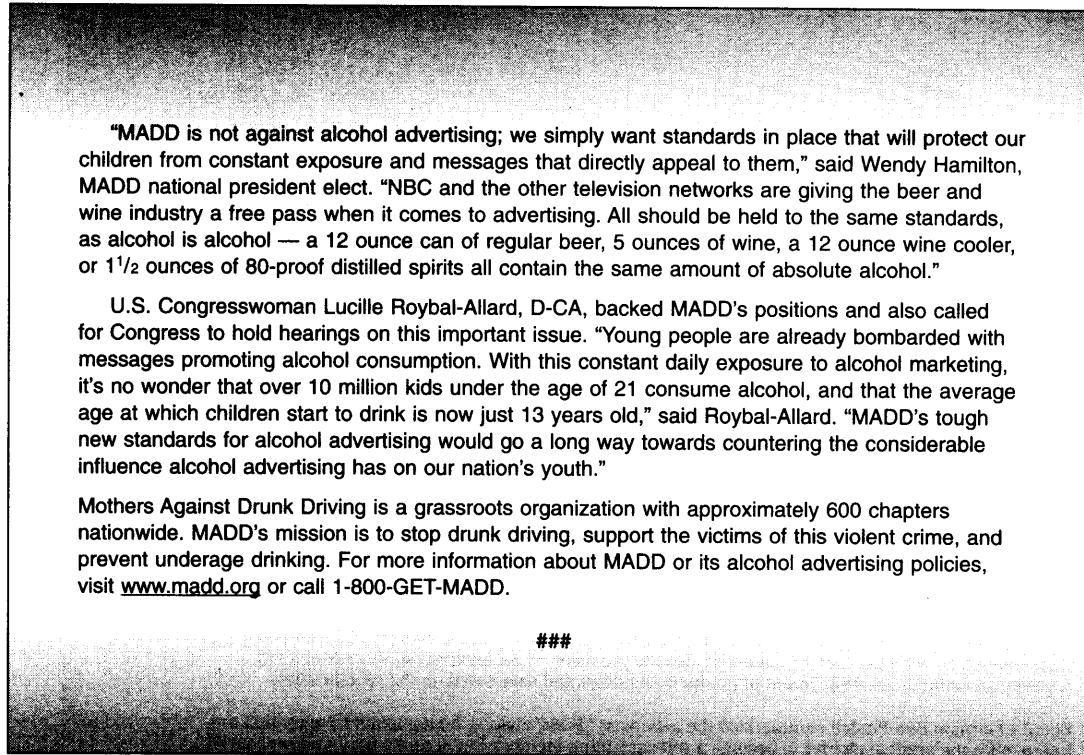 “MADD is not against alcohol advertising; we simply want standards in place that will protect our
children from constant exposure and messages that directly appeal to them,” said Wendy Hamilton,
MADD national president elect. “NBC and the other television networks are giving the beer and
wine industry a free pass when it comes to advertising. All should be held to the same standards,
as alcohol is alcohol — a 12 ounce can of regular beer, 5 ounces of wine, a 12 ounce wine cooler,
or 1 1/2 ounces of 80-proof distilled spirits all contain the same amount of absolute alcohol.”
U.S. Congresswoman Lucille Roybal-Allard, D-CA, backed MADD’s positions and also called
for Congress to hold hearings on this important issue. “Young people are already bombarded with
messages promoting alcohol consumption. With this constant daily exposure to alcohol marketing,
it’s no wonder that over 10 million kids under the age of 21 consume alcohol, and that the average
age at which children start to drink is now just 13 years old,” said Roybal-Allard. “MADD’s tough
new standards for alcohol advertising would go a long way towards countering the considerable
influence alcohol advertising has on our nation’s youth.”
Mothers Against Drunk Driving is a grassroots organization with approximately 600 chapters
nationwide. MADD’s mission is to stop drunk driving, support the victims of this violent crime, and
prevent underage drinking. For more information about MADD or its alcohol advertising policies,
visit www.madd.org or call 1-800-GET-MADD.
###